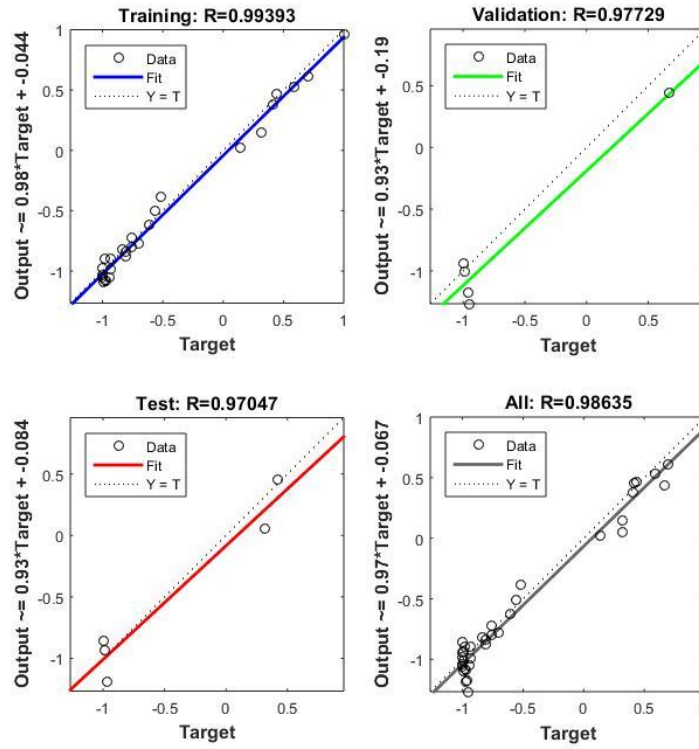 Training: R=0.99393
Output ~= 0.98*Target + -0.044
1
0.5
0
-0.5
-1
Data
Fit
Y = T
-1
-0.5
0
0.5
1
Target
Validation: R=0.97729
Output ~= 0.93*Target + -0.19
0.5
0
-0.5
-1
Data
Fit
Y = T
-1
-0.5
0
0.5
Target
Test: R=0.97047
Output ~= 0.93*Target + -0.084
0.5
0
-0.5
-1
Data
Fit
Y = T
-1
-0.5
0
0.5
Target
All: R=0.98635
Output ~= 0.97*Target + -0.067
1
0.5
0
-0.5
-1
Data
Fit
Y = T
-1
-0.5
0
0.5
Target